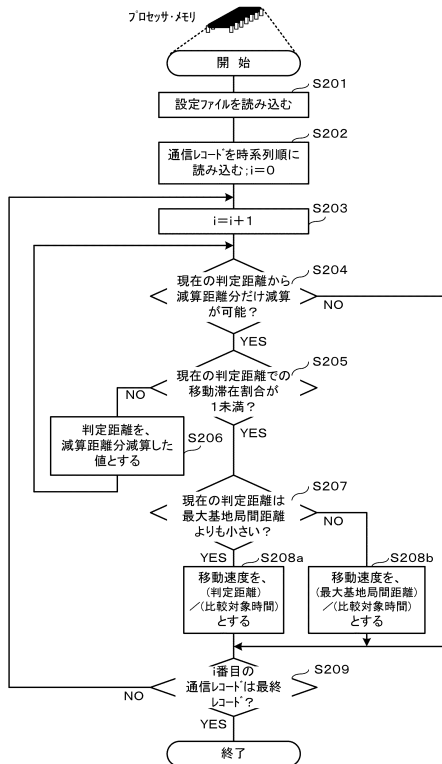 プロセッサ・メモリ
開 始
S201
設定ファイルを読み込む
S202
通信レコードを時系列順に
読み込む;i=0
S203
i=i+1
S204
現在の判定距離から
減算距離分だけ減算
が可能？
NO
YES
S205
現在の判定距離での
移動滞在割合が
1未満？
NO
YES
判定距離を、
減算距離分減算した
値とする
S206
S207
現在の判定距離は
最大基地局間距離
よりも小さい？
NO
YES
S208a
S208b
移動速度を、
(判定距離)
／(比較対象時間)
とする
移動速度を、
(最大基地局間距離)
／(比較対象時間)
とする
S209
i番目の
通信レコードは最終
レコード？
NO
YES
終了